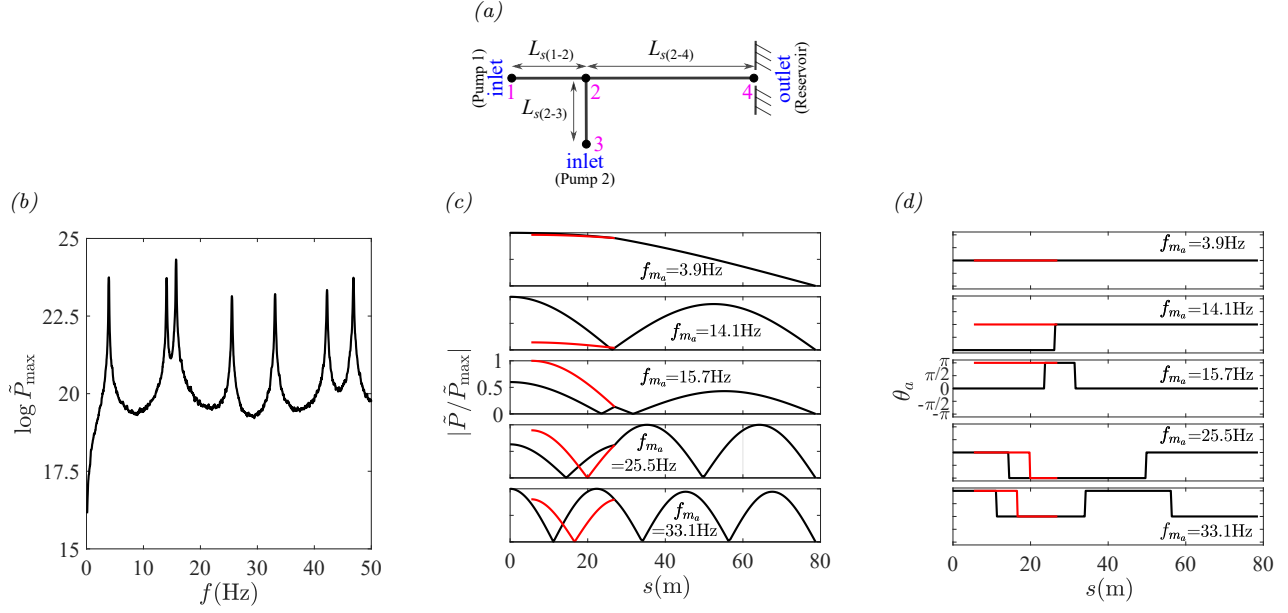 (a)
L_{s(1-2)}
L_{s(2-4)}
(Pump 1)
inlet
1
2
4
outlet
(Reservoir)
L_{s(2-3)}
3
inlet
(Pump 2)
(b)
25
22.5
20
17.5
15
log P̃_max
0 10 20 30 40 50
f(Hz)
(c)
f_{m_a}=3.9Hz
f_{m_a}=14.1Hz
f_{m_a}=15.7Hz
1
0.5
0
f_{m_a}
=25.5Hz
f_{m_a}
=33.1Hz
|P̃/P̃_max|
0 20 40 60 80
s(m)
(d)
f_{m_a}=3.9Hz
f_{m_a}=14.1Hz
f_{m_a}=15.7Hz
π
π/2
0
-π/2
-π
θ_a
f_{m_a}=25.5Hz
f_{m_a}=33.1Hz
0 20 40 60 80
s(m)